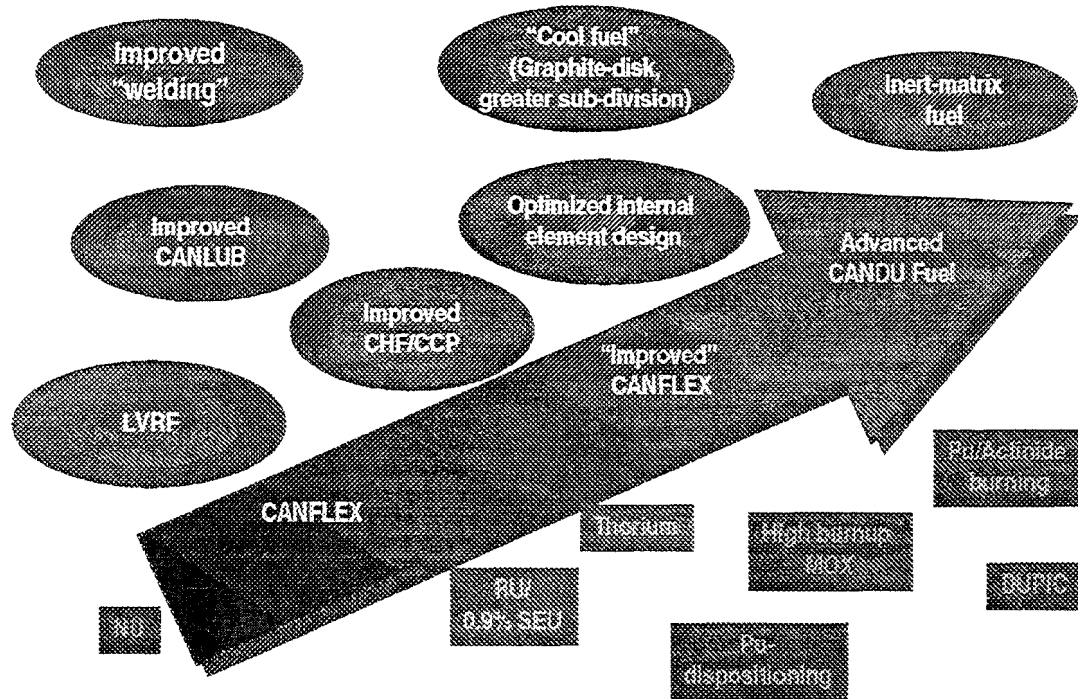 Improved
"welding"
"Cool fuel"
(Graphite-disk,
greater sub-division)
Inert-matrix
fuel
Improved
CANLUB
Optimized internal
element design
Advanced
CANDU Fuel
Improved
CHF/CCP
"Improved"
CANFLEX
LVRF
CANFLEX
Pu/Actinide
burning
Thorium
High burnup
MOX
DUPIC
RU/
0.9% SEU
NU
Pu-
dispositioning